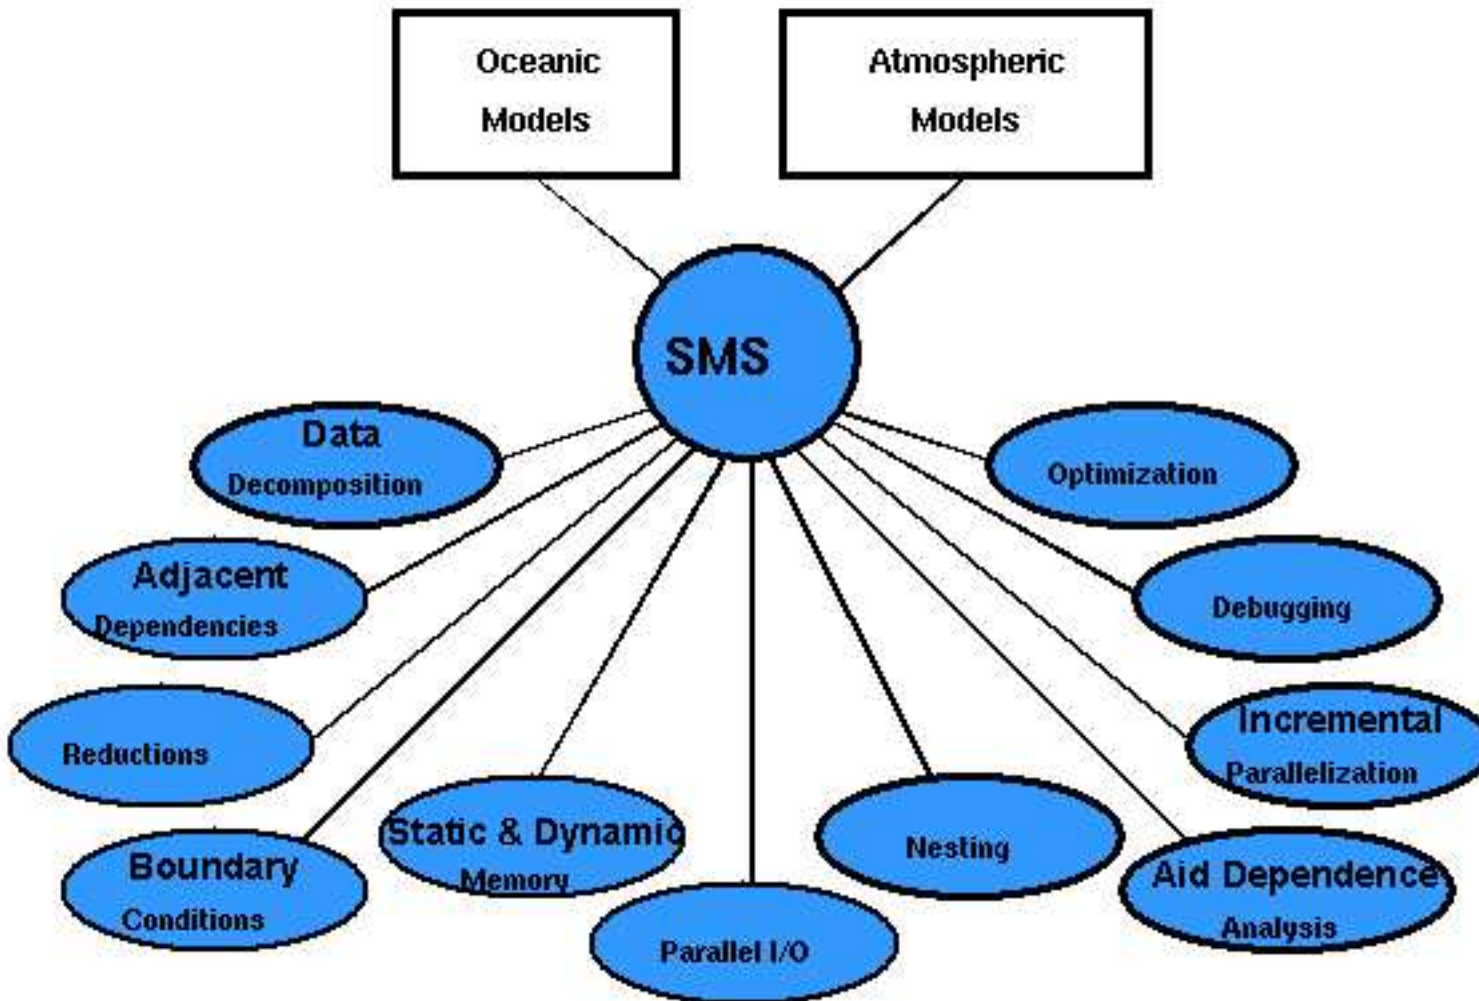 Oceanic
Models
Atmospheric
Models
SMS
Data
Decomposition
Optimization
Adjacent
Dependencies
Debugging
Reductions
Incremental
Parallelization
Boundary
Conditions
Static & Dynamic
Memory
Nesting
Aid Dependence
Analysis
Parallel I/O